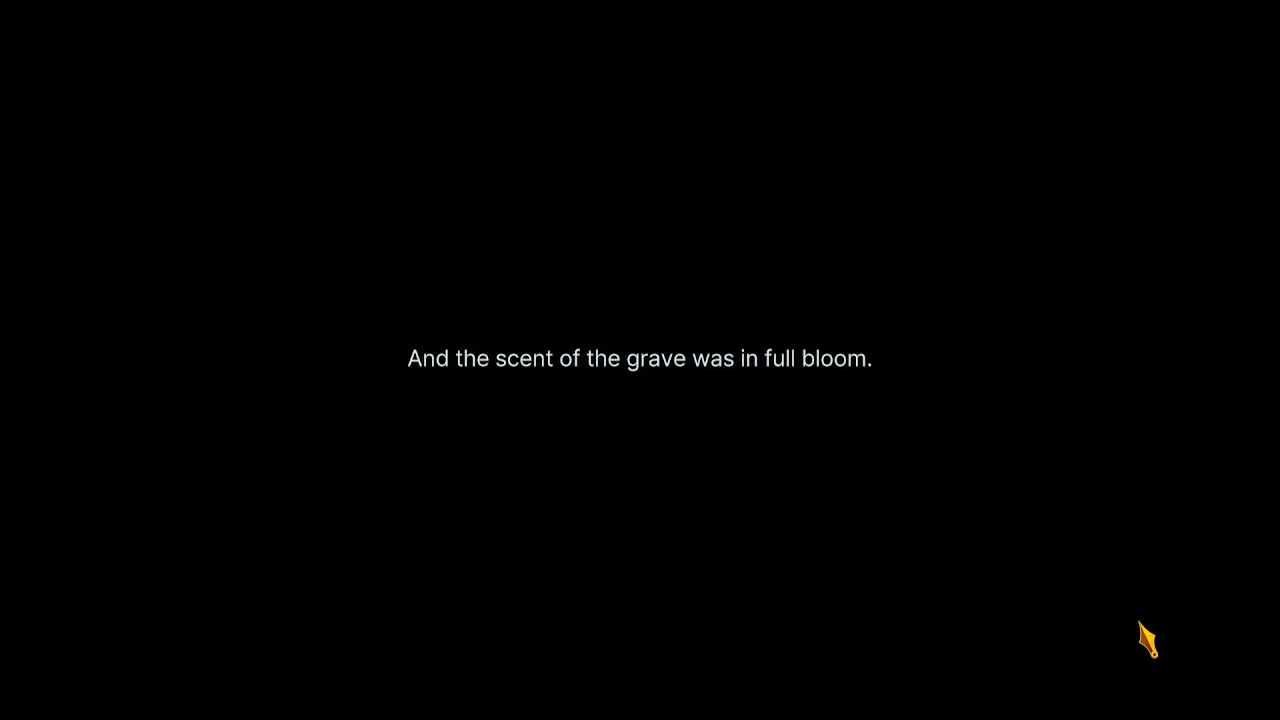 And the scent of the grave was in full bloom.